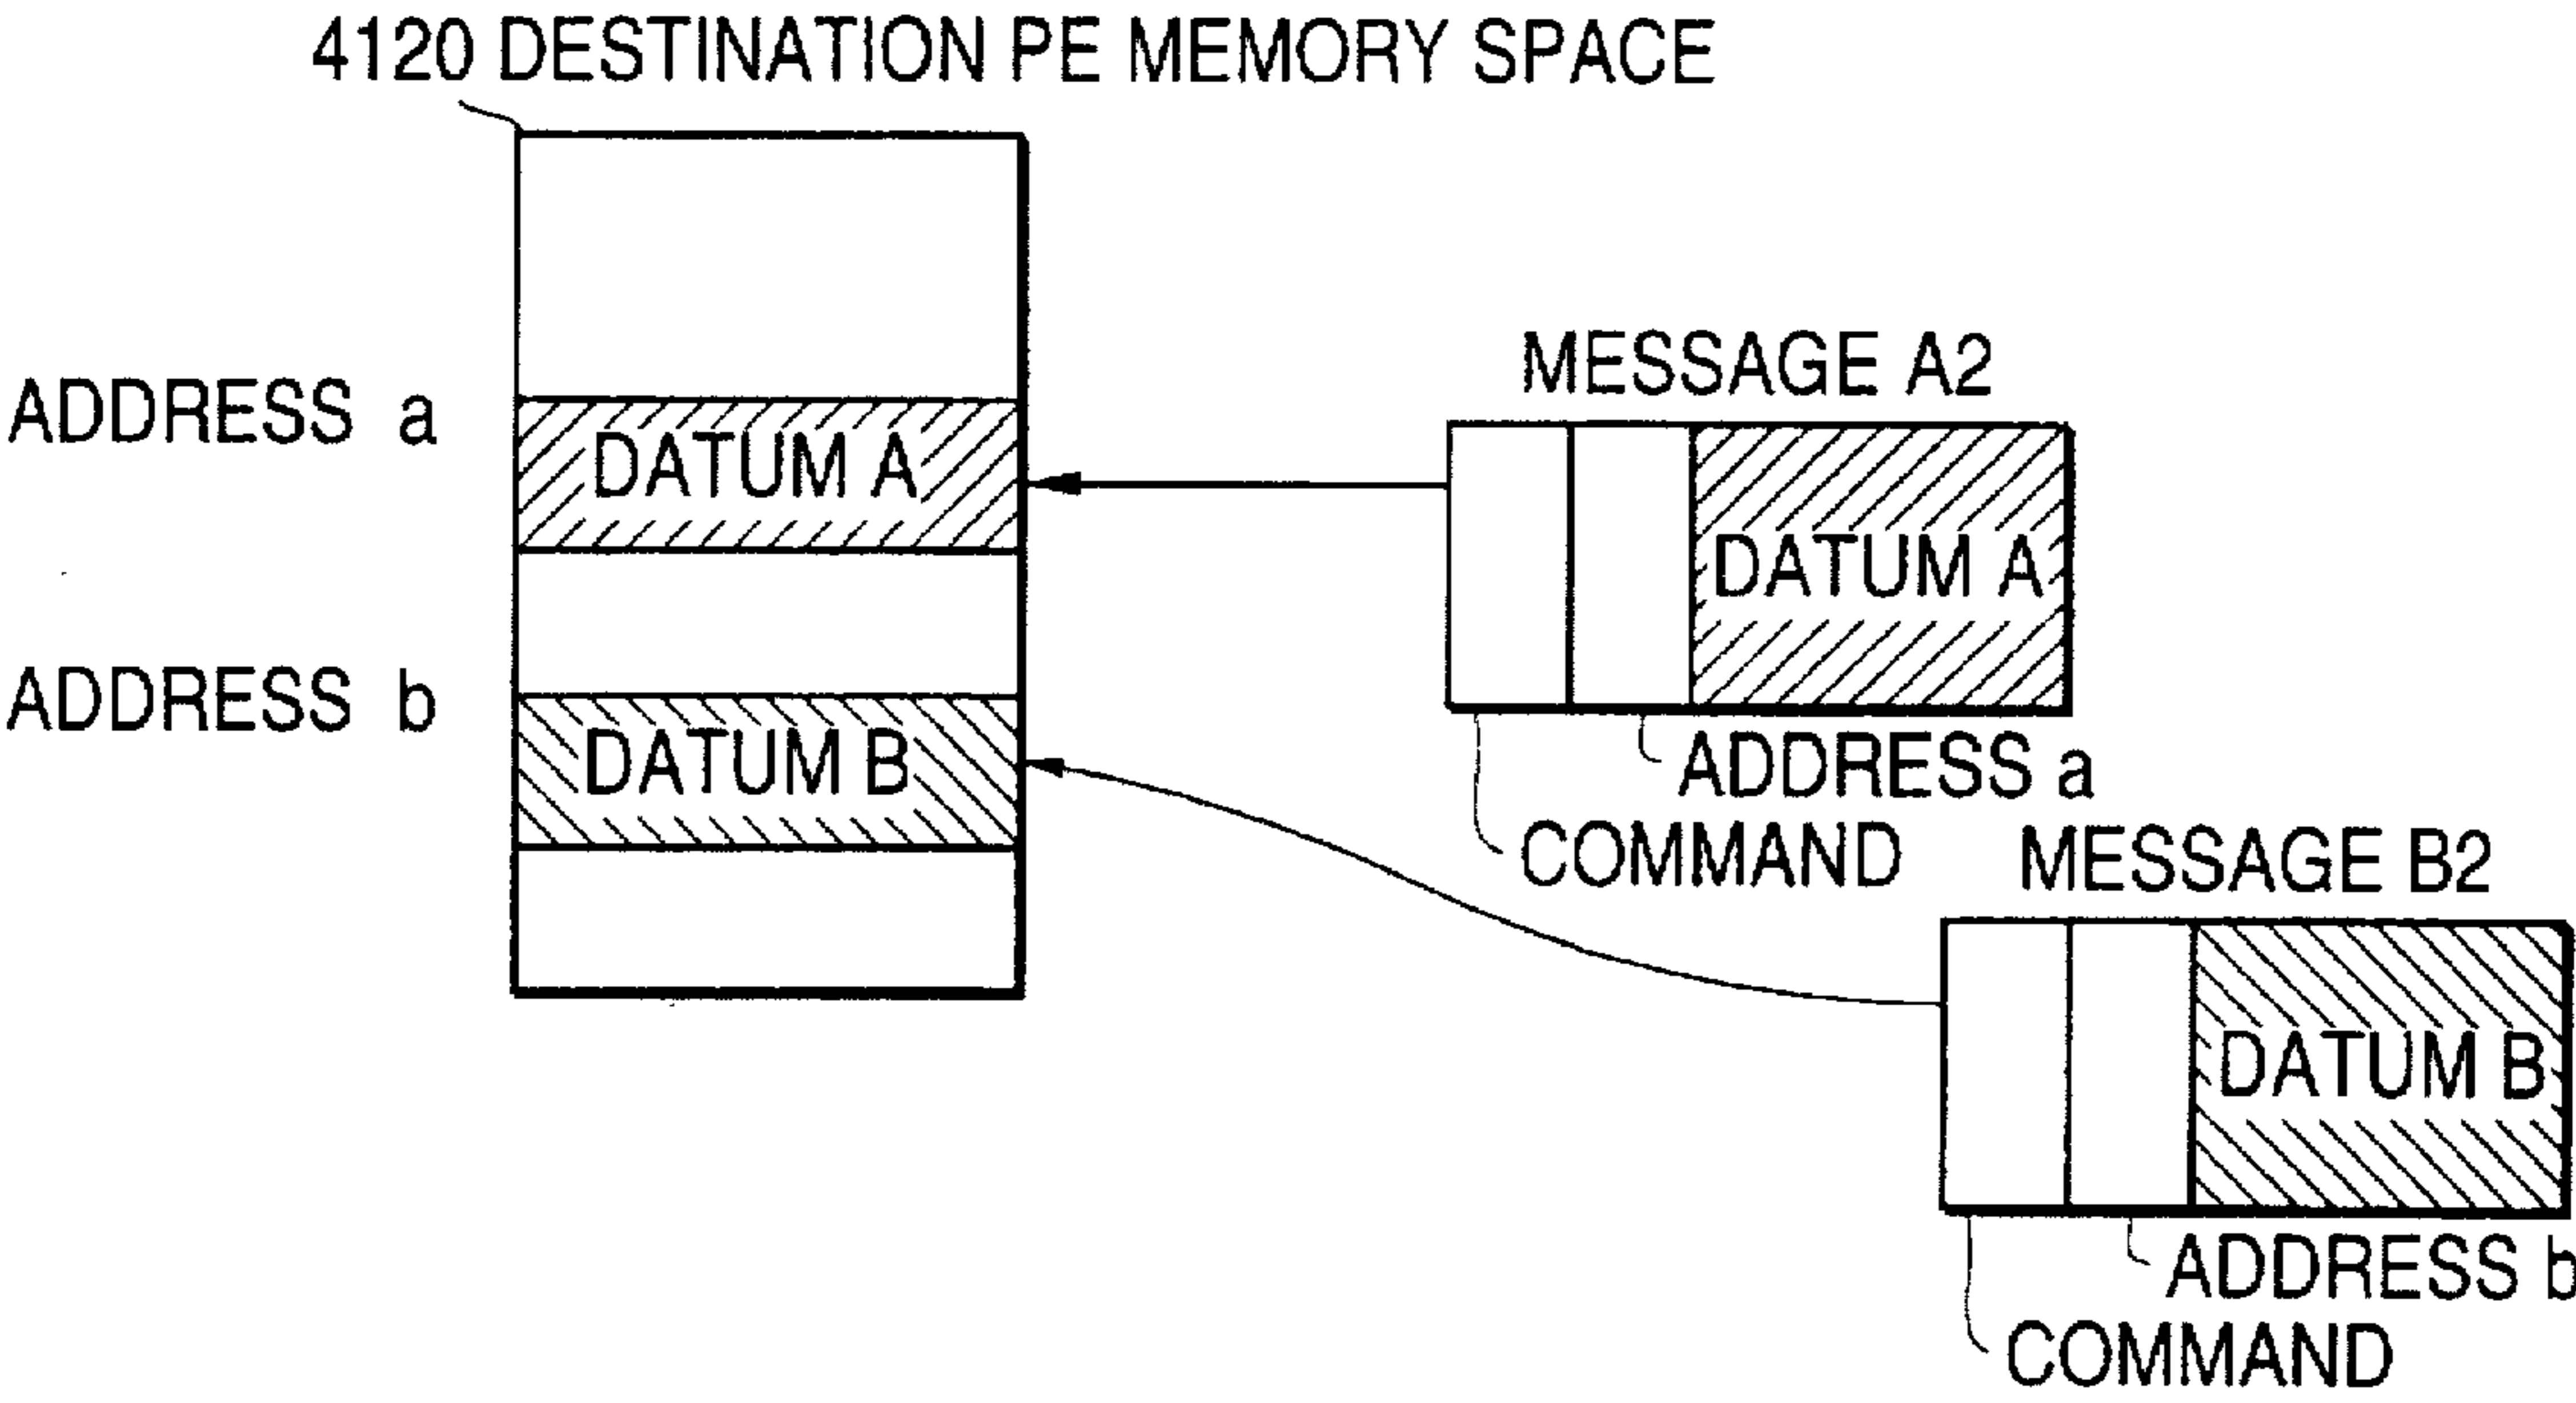 4120 DESTINATION PE MEMORY SPACE
ADDRESS a
DATUM A
ADDRESS b
DATUM B
MESSAGE A2
DATUM A
ADDRESS a
COMMAND
MESSAGE B2
DATUM B
ADDRESS b
COMMAND